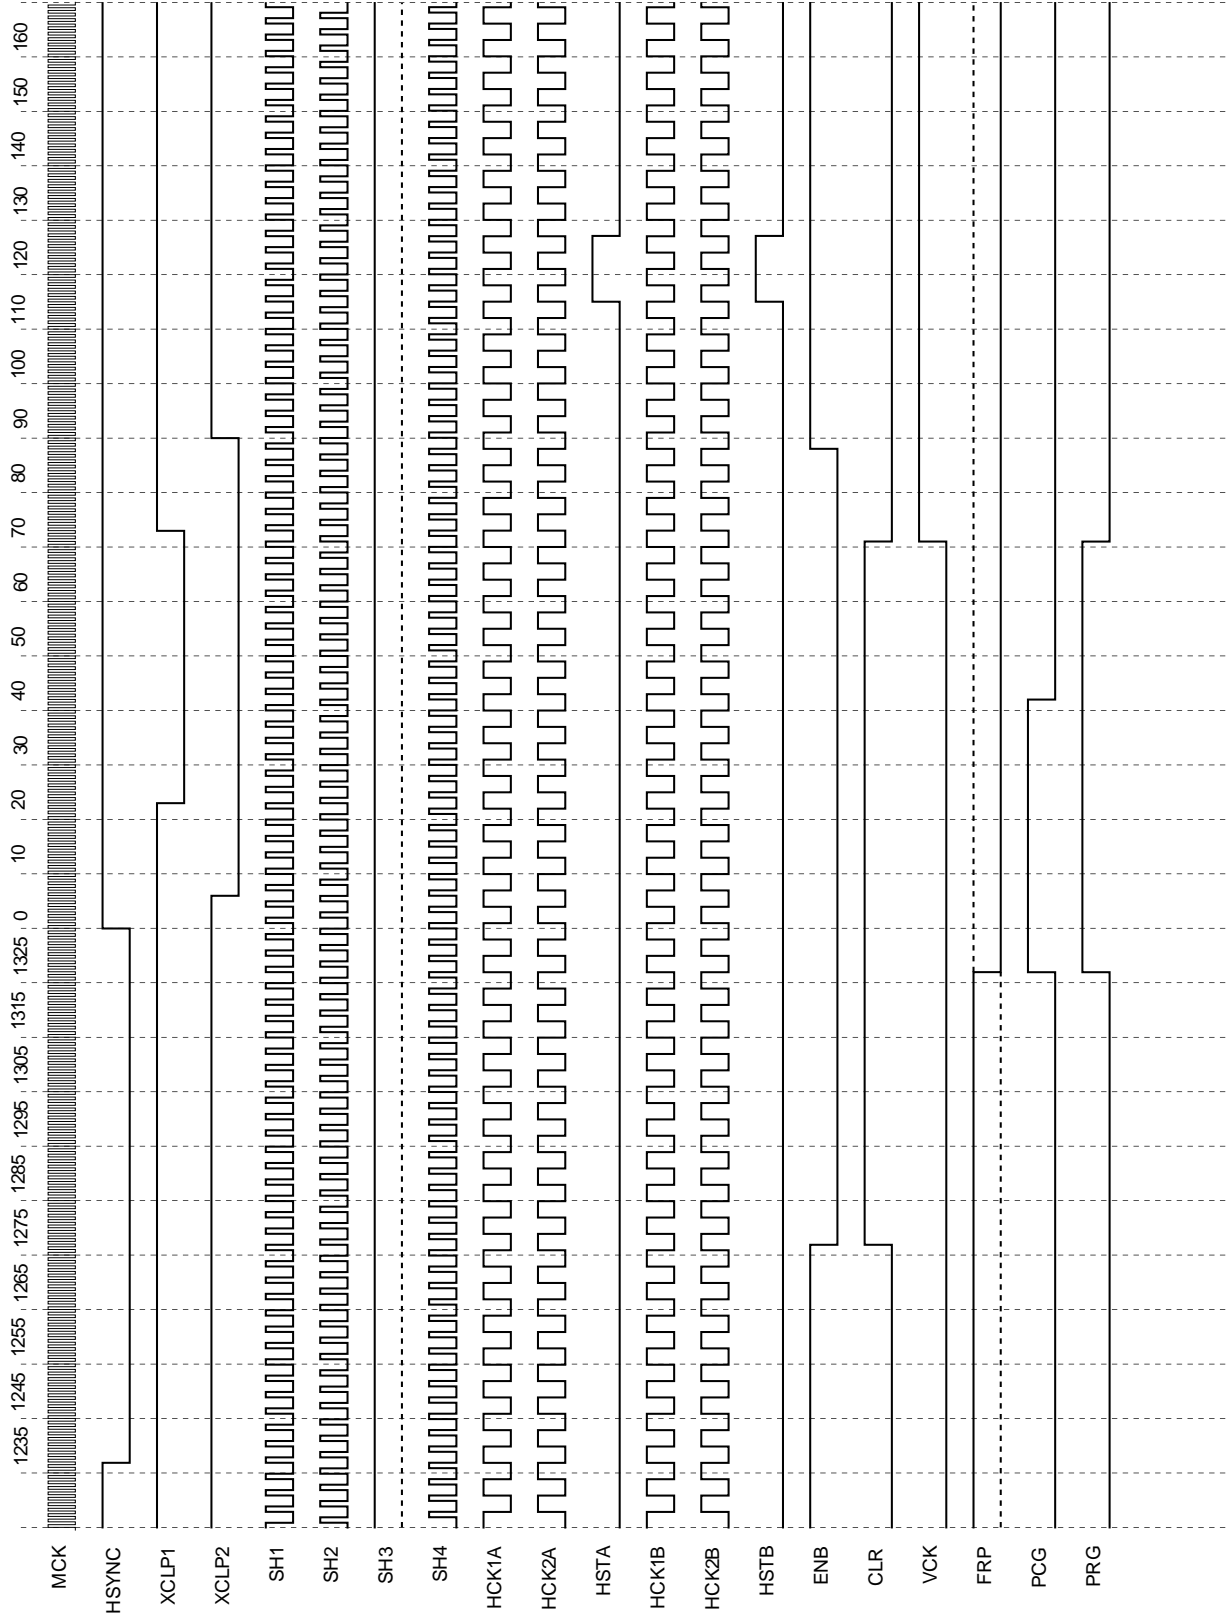 MCK
HSYNC
XCLP1
XCLP2
SH1
SH2
SH3
SH4
HCK1A
HCK2A
HSTA
HCK1B
HCK2B
HSTB
ENB
CLR
VCK
FRP
PCG
PRG
1235 1245 1255 1265 1275 1285 1295 1305 1315 1325 0 10 20 30 40 50 60 70 80 90 100 110 120 130 140 150 160